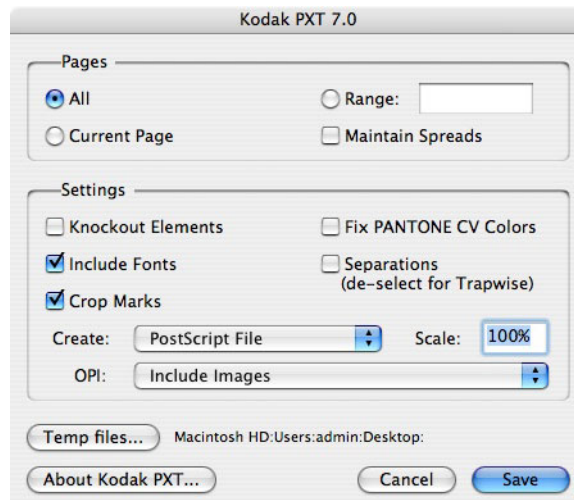 Kodak PXT 7.0
Pages
All
Range:
Current Page
Maintain Spreads
Settings
Knockout Elements
Fix PANTONE CV Colors
Include Fonts
Separations
(de-select for Trapwise)
Crop Marks
Create: PostScript File
Scale: 100%
OPI: Include Images
Temp files... Macintosh HD:Users:admin:Desktop:
About Kodak PXT...
Cancel
Save